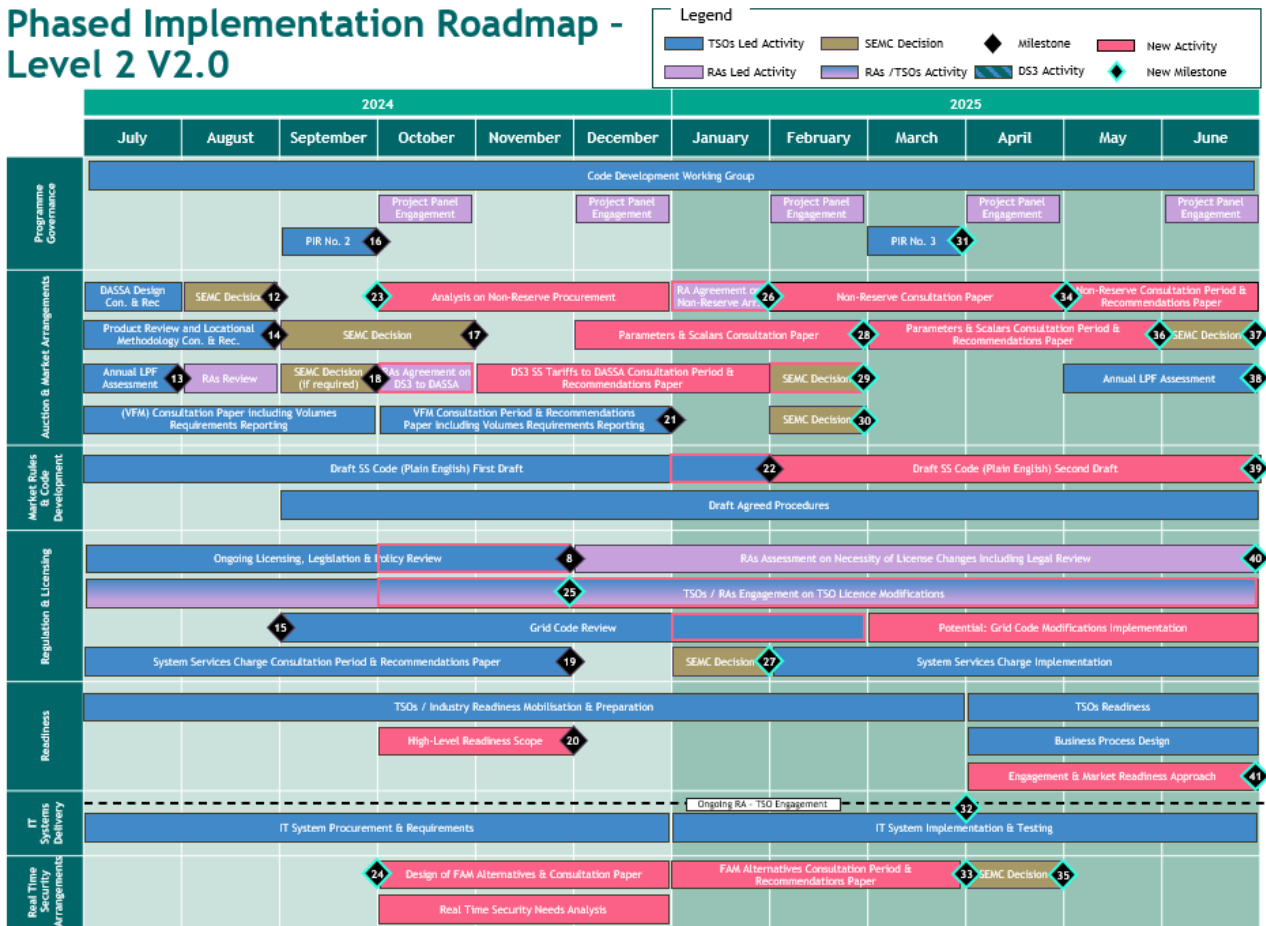 Phased Implementation Roadmap -
Level 2 V2.0
Legend
TSOs Led Activity
SEMC Decision
Milestone
New Activity
RAs Led Activity
RAs /TSOs Activity
DS3 Activity
New Milestone
2024
2025
July
August
September
October
November
December
January
February
March
April
May
June
Programme
Governance
Code Development Working Group
Project Panel
Engagement
Project Panel
Engagement
Project Panel
Engagement
Project Panel
Engagement
Project Panel
Engagement
PIR No. 2
16
PIR No. 3
31
Auction & Market Arrangements
DASSA Design
Con. & Rec
SEMC Decisio
12
23
Analysis on Non-Reserve Procurement
RA Agreement o
Non-Reserve Arr
26
Non-Reserve Consultation Paper
34
Non-Reserve Consultation Period &
Recommendations Paper
Product Review and Locational
Methodology Con. & Rec.
14
SEMC Decision
17
Parameters & Scalars Consultation Paper
28
Parameters & Scalars Consultation Period &
Recommendations Paper
36
SEMC Decision
37
Annual LPF
Assessment
13
RAs Review
SEMC Decision
(if required)
18
RAs Agreement on
DS3 to DASSA
DS3 SS Tariffs to DASSA Consultation Period &
Recommendations Paper
SEMC Decision
29
Annual LPF Assessment
38
(VFM) Consultation Paper including Volumes
Requirements Reporting
VFM Consultation Period & Recommendations
Paper including Volumes Requirements Reporting
21
SEMC Decision
30
Market Rules
& Code
Development
Draft SS Code (Plain English) First Draft
22
Draft SS Code (Plain English) Second Draft
39
Draft Agreed Procedures
Regulation & Licensing
Ongoing Licensing, Legislation & Policy Review
8
RAs Assessment on Necessity of License Changes Including Legal Review
40
25
TSOs / RAs Engagement on TSO Licence Modifications
15
Grid Code Review
Potential: Grid Code Modifications Implementation
System Services Charge Consultation Period & Recommendations Paper
19
SEMC Decision
27
System Services Charge Implementation
Readiness
TSOs / Industry Readiness Mobilisation & Preparation
TSOs Readiness
High-Level Readiness Scope
20
Business Process Design
Engagement & Market Readiness Approach
41
IT
Systems
Delivery
Ongoing RA - TSO Engagement
32
IT System Procurement & Requirements
IT System Implementation & Testing
Real Time
Security
Arrangements
24
Design of FAM Alternatives & Consultation Paper
FAM Alternatives Consultation Period &
Recommendations Paper
33
SEMC Decision
35
Real Time Security Needs Analysis